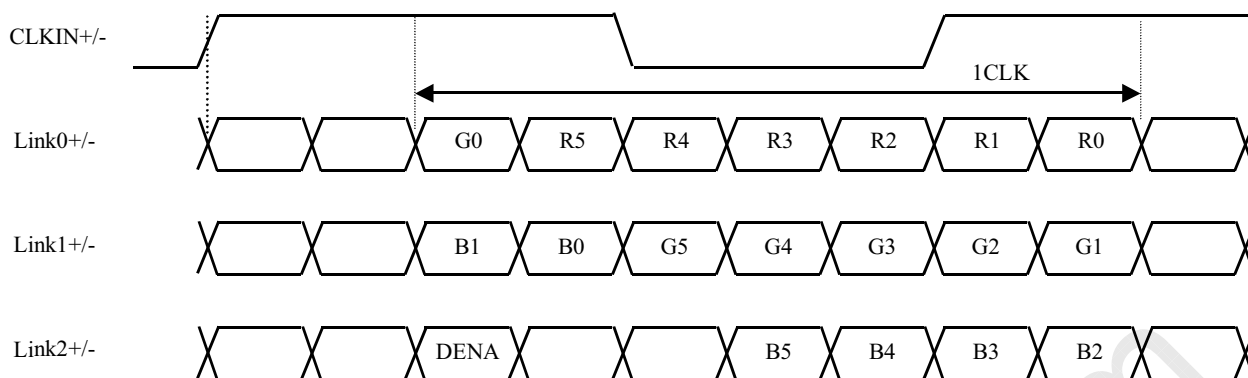 CLKIN+/-
1CLK
Link0+/- G0 R5 R4 R3 R2 R1 R0
Link1+/- B1 B0 G5 G4 G3 G2 G1
Link2+/- DENA B5 B4 B3 B2